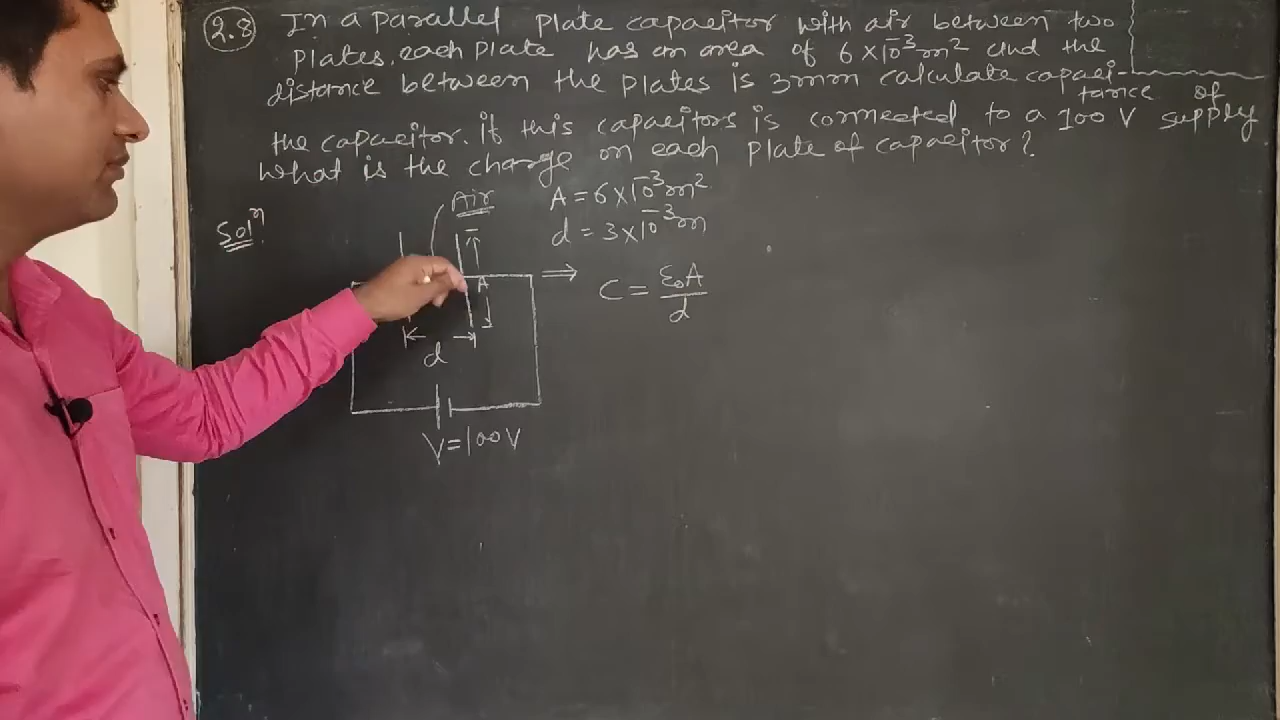 2.8 In a parallel plate capacitor with air between two
plates, each plate has an area of 6×10⁻³m² and the
distance between the plates is 3mm calculate capaci-
tance of
the capacitor. if this capacitors is connected to a 100 V supply
what is the charge on each plate of capacitor?
Solⁿ
Air
A = 6×10⁻³m²
d = 3×10⁻³m
A
⇒ C = ε₀A/d
d
V=100V